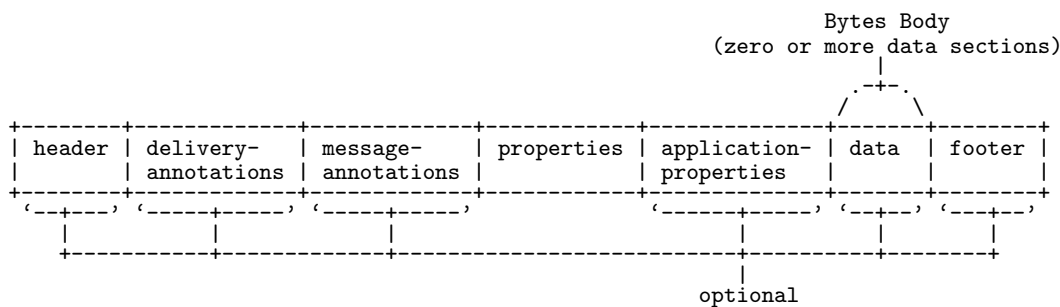 Bytes Body
(zero or more data sections)
header delivery- message- properties application- data footer
annotations annotations properties
optional